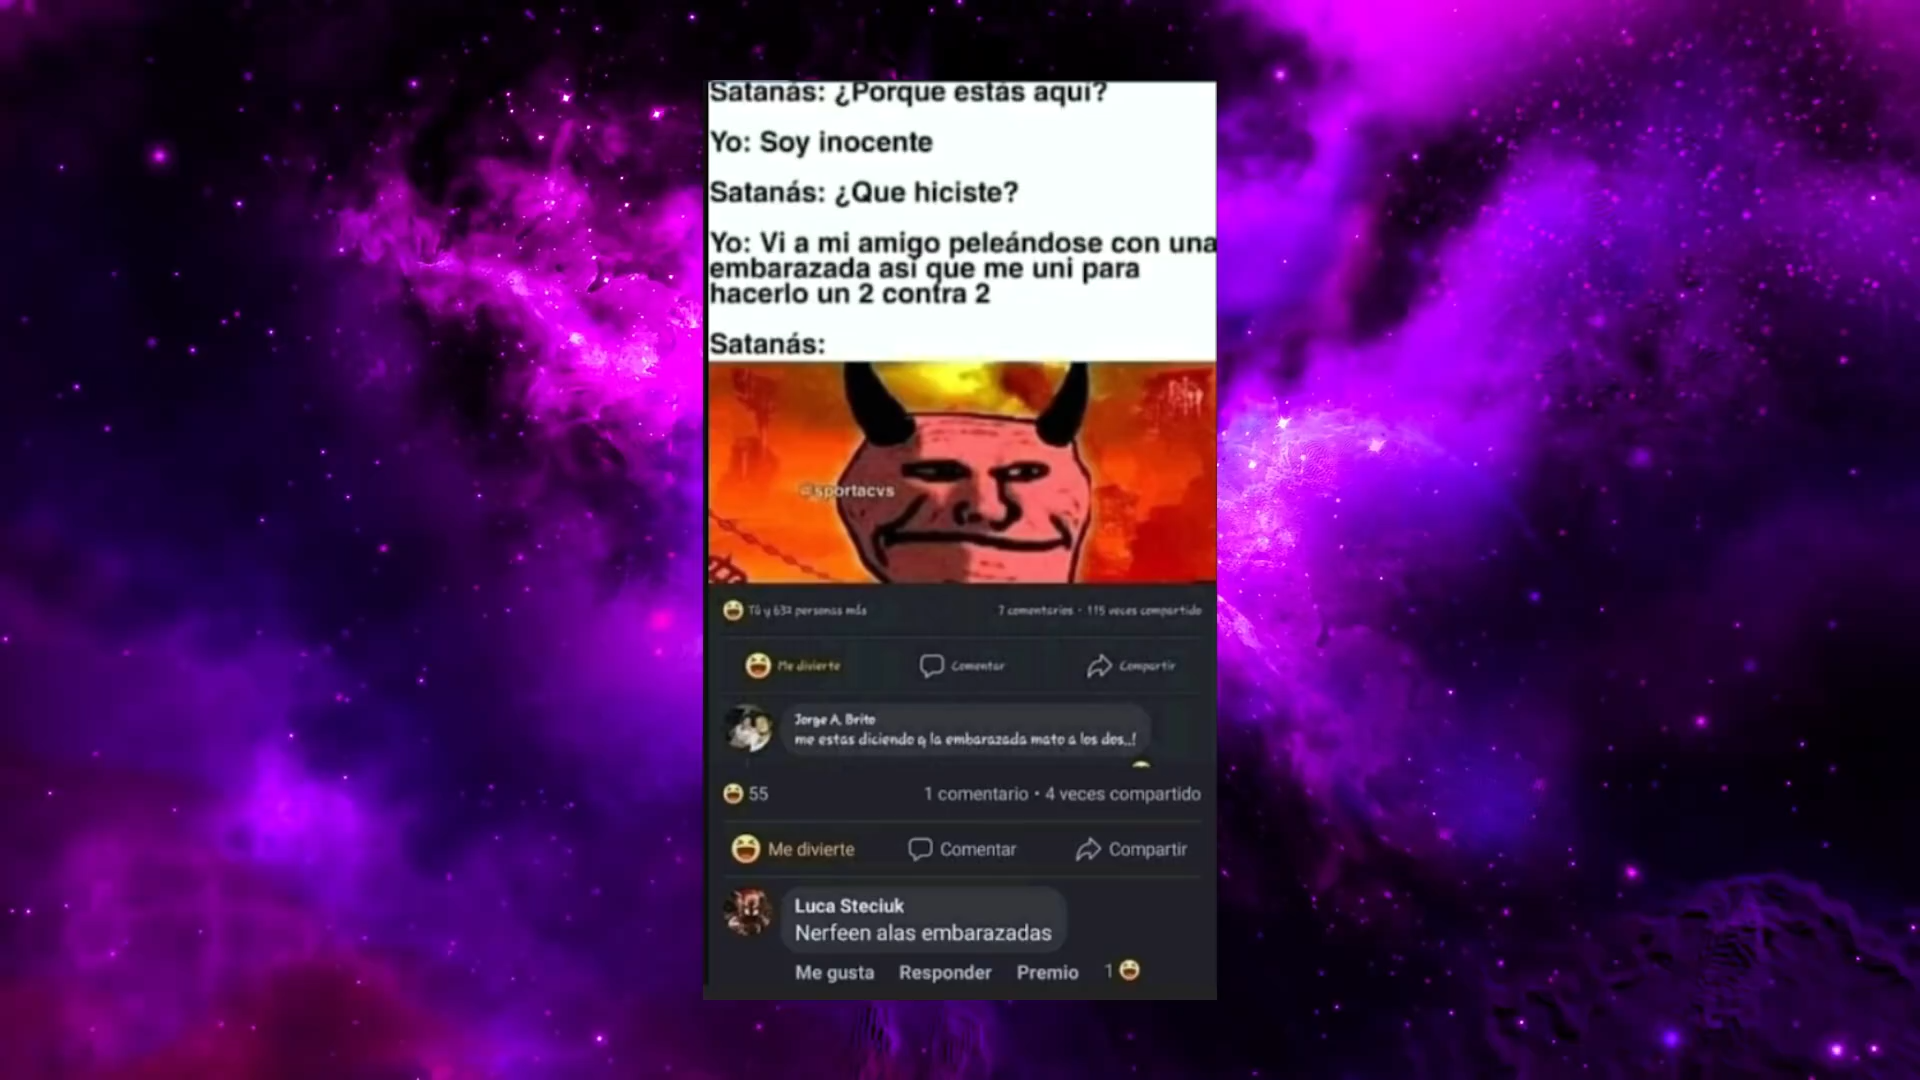 Satanás: ¿Porque estás aquí?
Yo: Soy inocente
Satanás: ¿Que hiciste?
Yo: Vi a mi amigo peleándose con una
embarazada así que me uni para
hacerlo un 2 contra 2
Satanás:
@sportacvs
Tú y 632 personas más
7 comentarios • 115 veces compartido
Me divierte
Comentar
Compartir
Jorge A. Brito
me estas diciendo q la embarazada mato a los dos..!
55
1 comentario • 4 veces compartido
Me divierte
Comentar
Compartir
Luca Steciuk
Nerfeen alas embarazadas
Me gusta Responder Premio 1